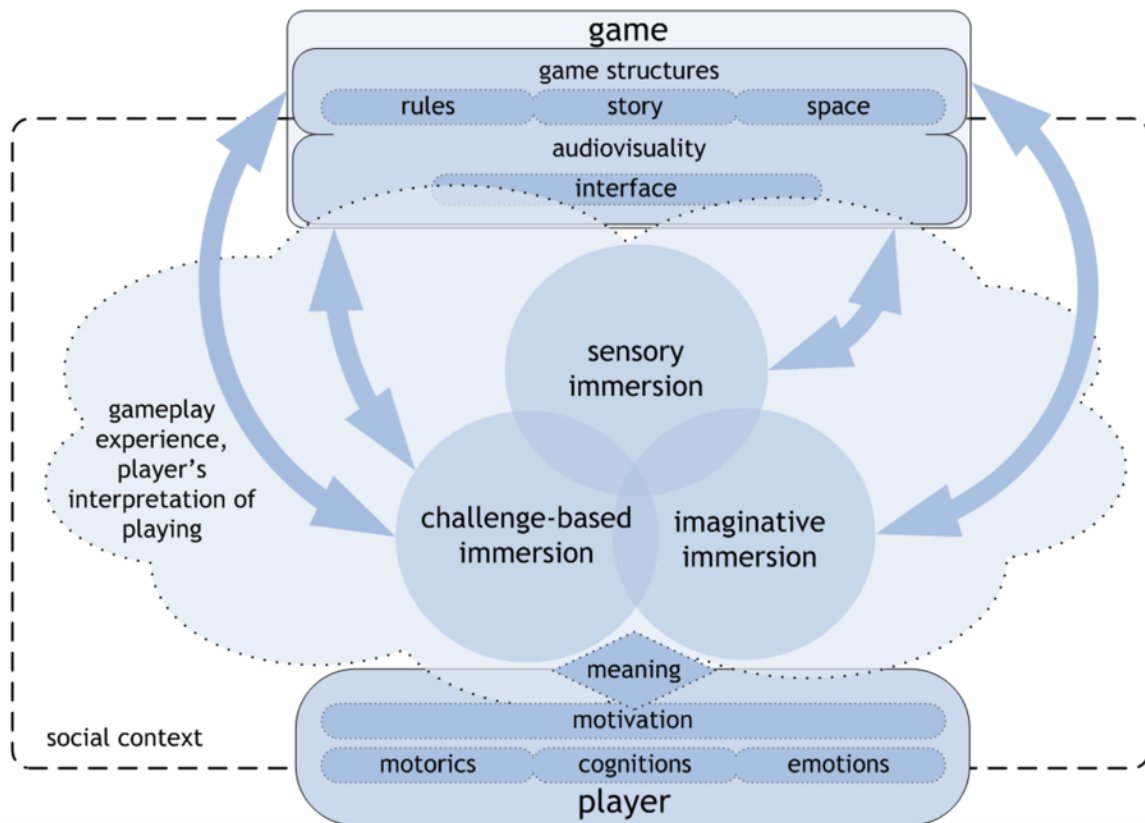 game
game structures
rules
story
space
audiovisuality
interface
sensory
immersion
gameplay
experience,
player's
interpretation of
playing
challenge-based
immersion
imaginative
immersion
meaning
motivation
social context
motorics
cognitions
emotions
player